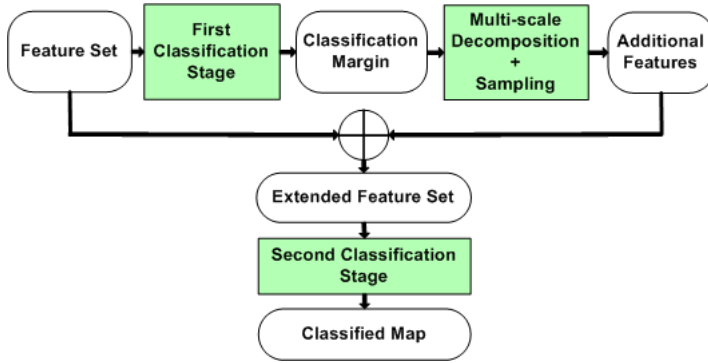 Feature Set
First
Classification
Stage
Classification
Margin
Multi-scale
Decomposition
+
Sampling
Additional
Features
Extended Feature Set
Second Classification
Stage
Classified Map